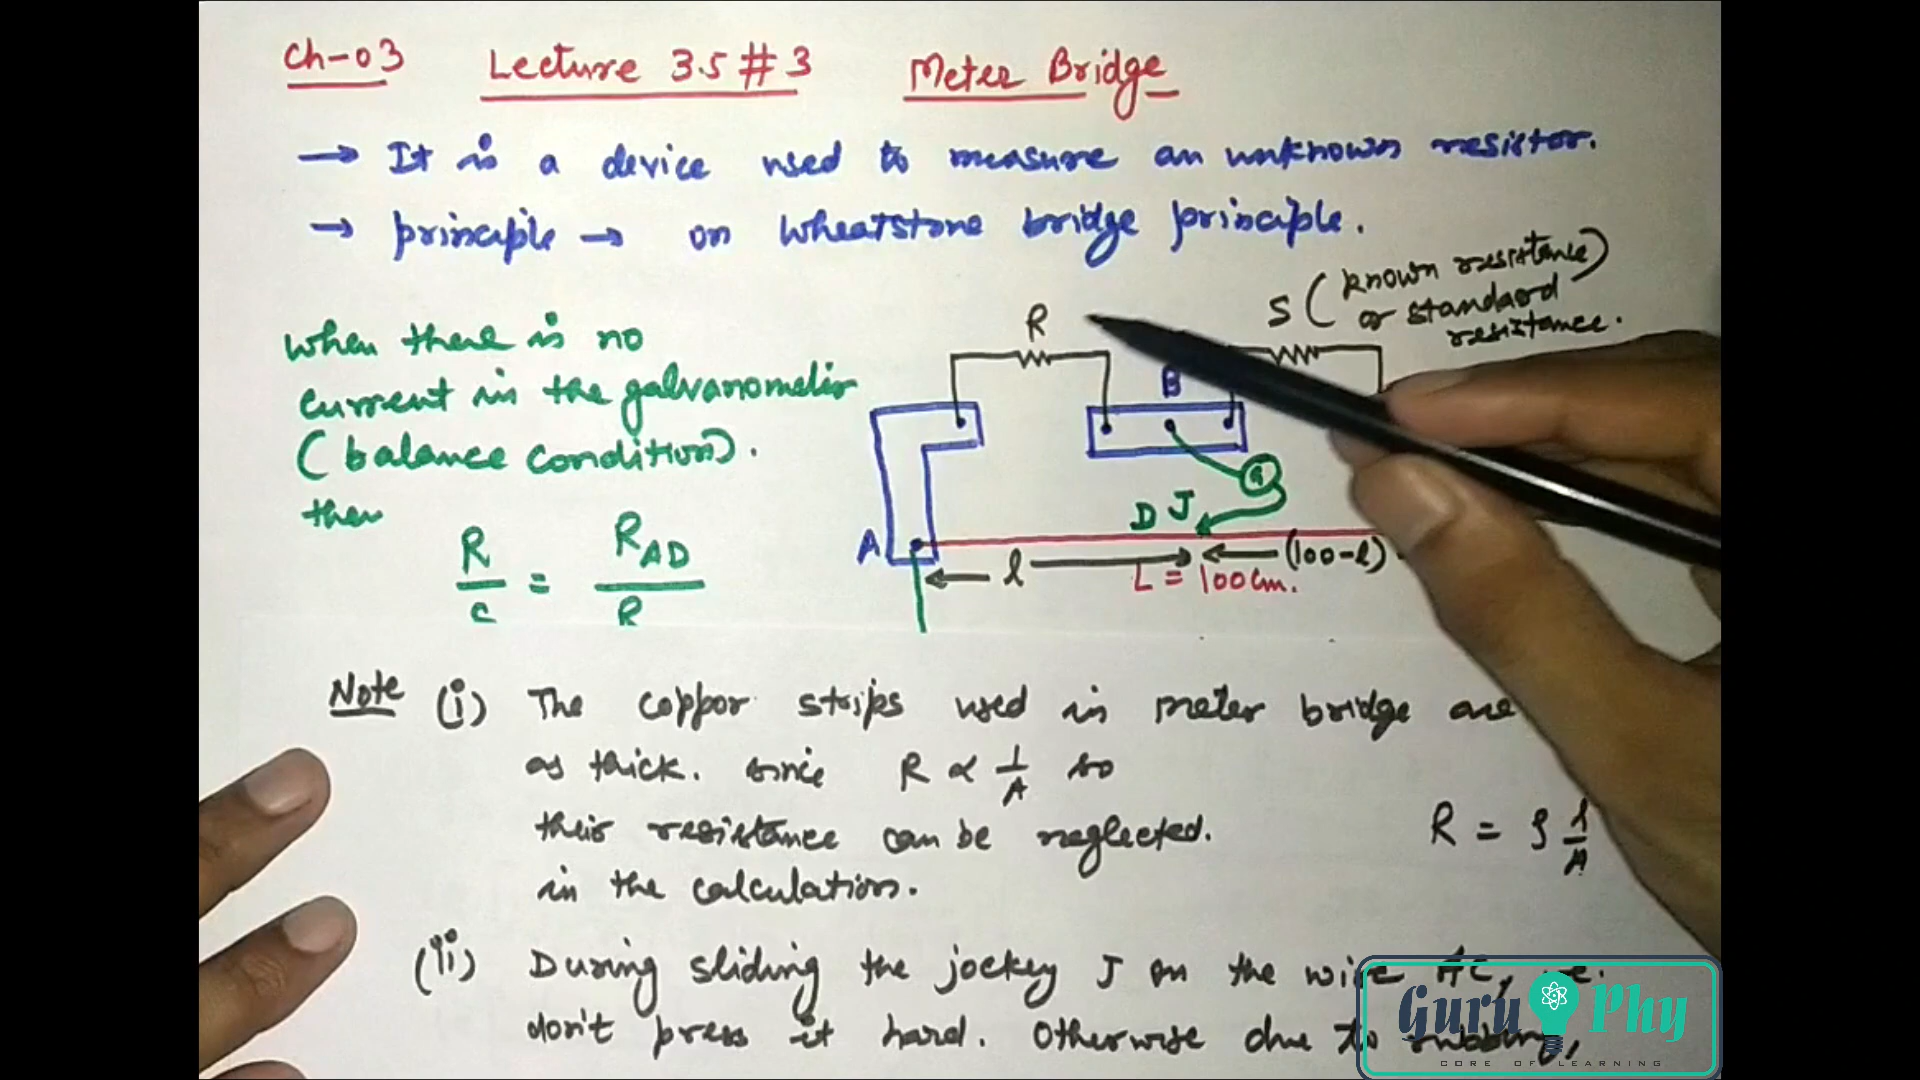 Ch-03 Lecture 3.5 # 3 Meter Bridge
→ It is a device used to measure an unknown resistor.
→ principle → on wheatstone bridge principle.
S (known resistance)
or standard
resistance.
R
when there is no
current in the galvanometer
(balance condition).
then
R = R AD
B
G
D J
A
l
(100-l)
L = 100cm.
Note (i) The coppor strips used in meter bridge are
as thick. since R ∝ 1/A so
their resistance can be neglected.
in the calculation.
R = ρ l/A
(ii) During sliding the jockey J on the wire AC,
don't press it hard. Otherwise due to rubbing,
Guru Phy
CORE OF LEARNING